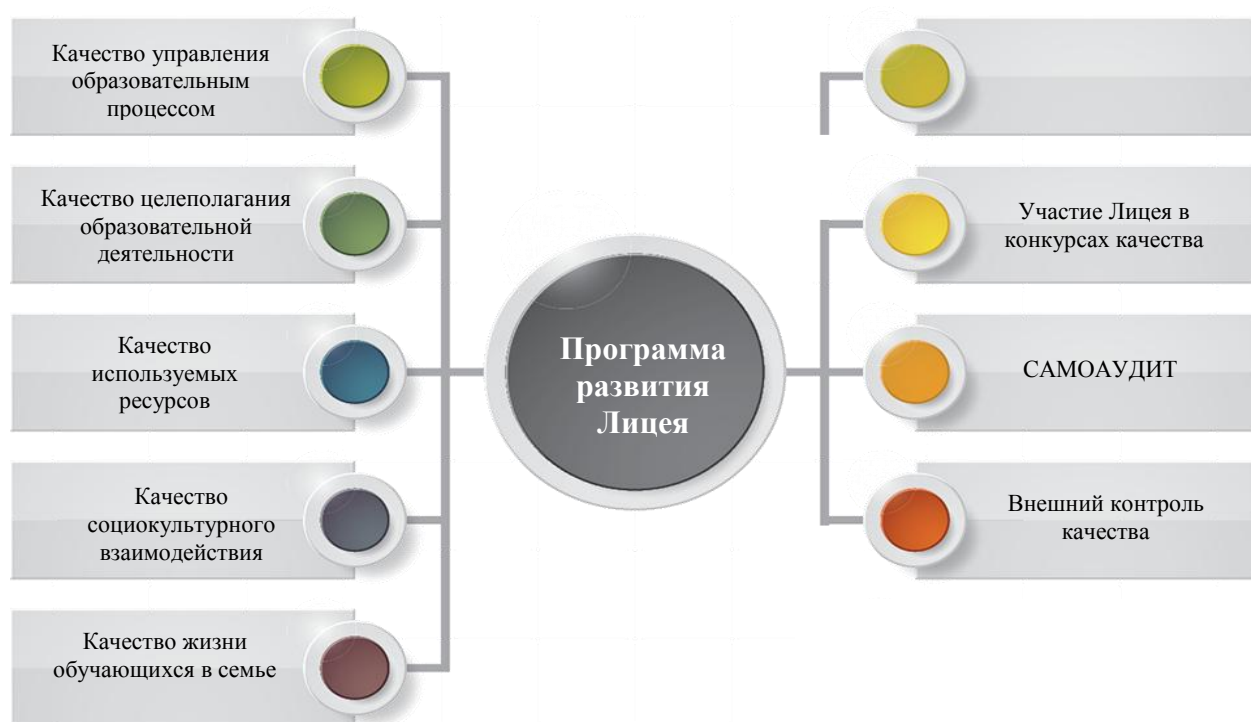 Качество управления
образовательным
процессом
Качество целеполагания
образовательной
деятельности
Качество
используемых
ресурсов
Качество
социокультурного
взаимодействия
Качество жизни
обучающихся в семье
Программа
развития
Лицея
Участие Лицея в
конкурсах качества
САМОАУДИТ
Внешний контроль
качества